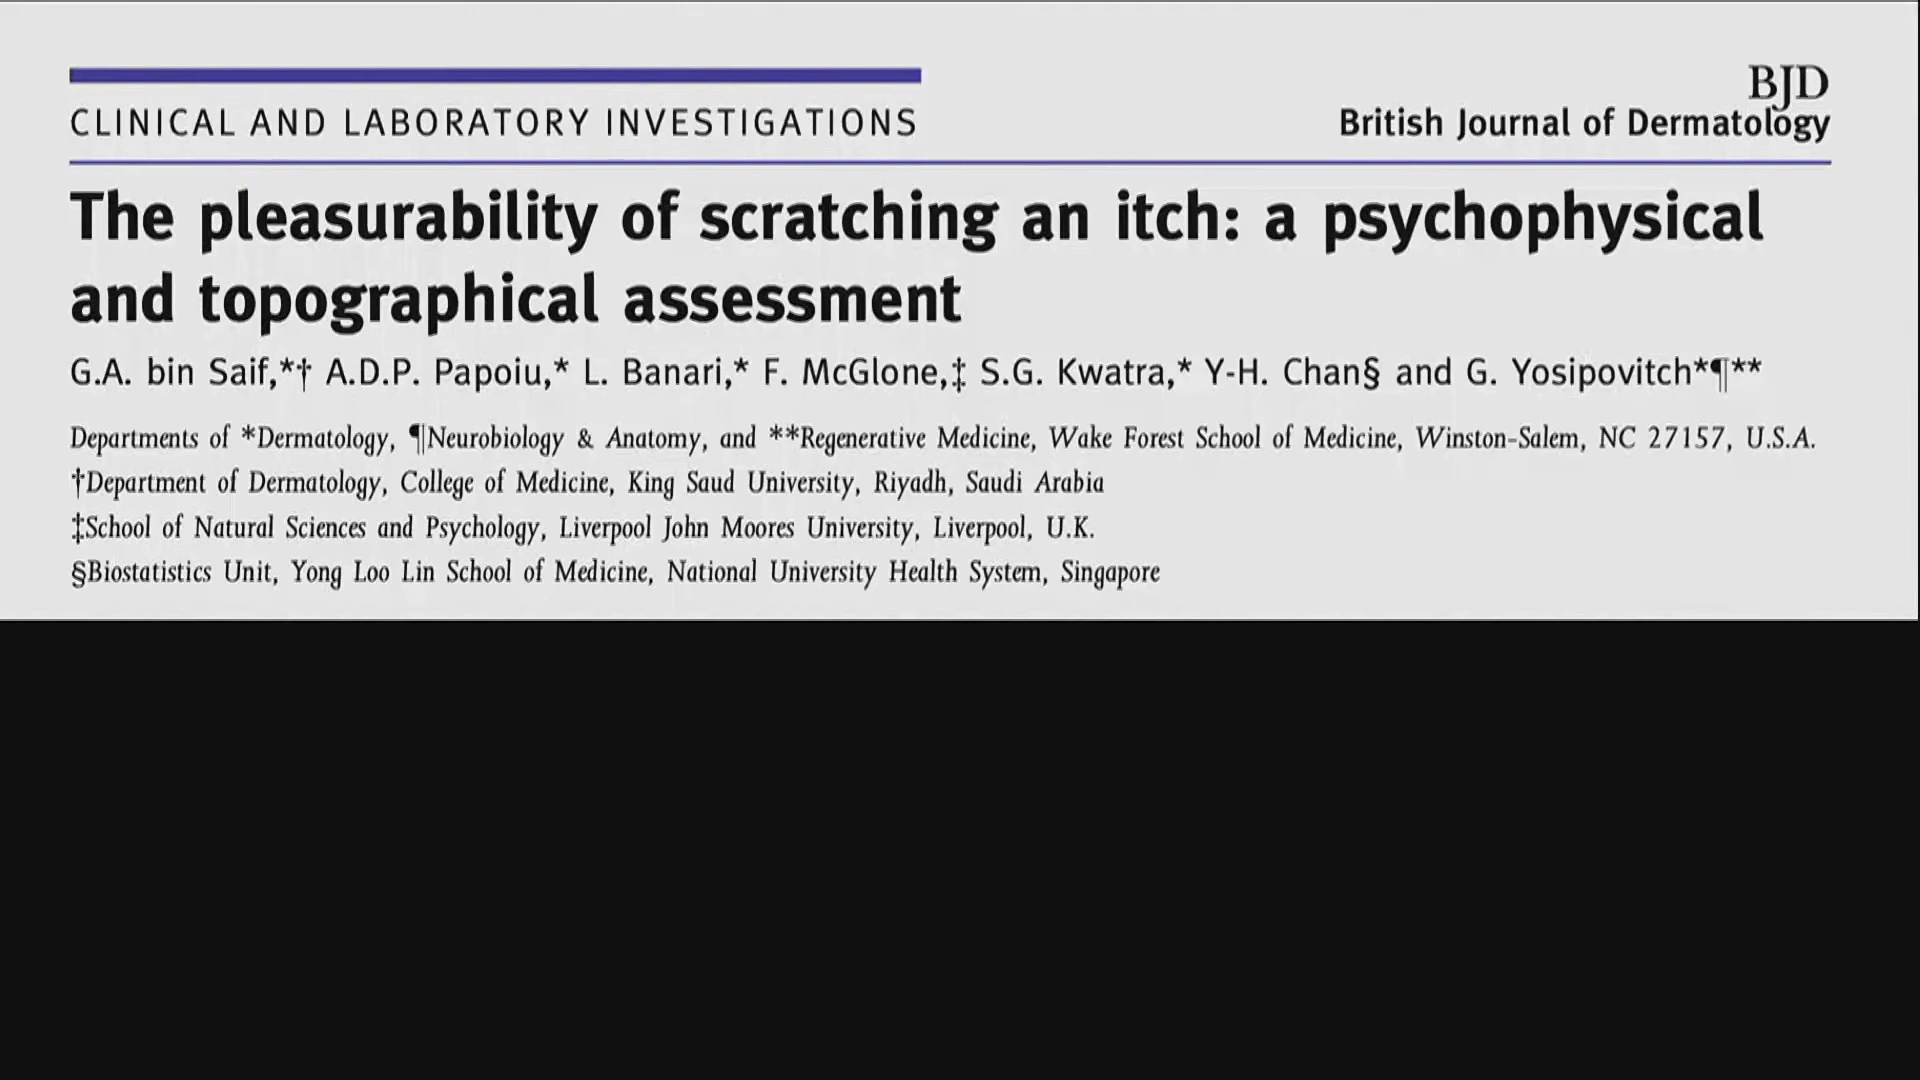 CLINICAL AND LABORATORY INVESTIGATIONS
BJD
British Journal of Dermatology
The pleasurability of scratching an itch: a psychophysical
and topographical assessment
G.A. bin Saif,*† A.D.P. Papoiu,* L. Banari,* F. McGlone,‡ S.G. Kwatra,* Y-H. Chan§ and G. Yosipovitch*¶**
Departments of *Dermatology, ¶Neurobiology & Anatomy, and **Regenerative Medicine, Wake Forest School of Medicine, Winston-Salem, NC 27157, U.S.A.
†Department of Dermatology, College of Medicine, King Saud University, Riyadh, Saudi Arabia
‡School of Natural Sciences and Psychology, Liverpool John Moores University, Liverpool, U.K.
§Biostatistics Unit, Yong Loo Lin School of Medicine, National University Health System, Singapore